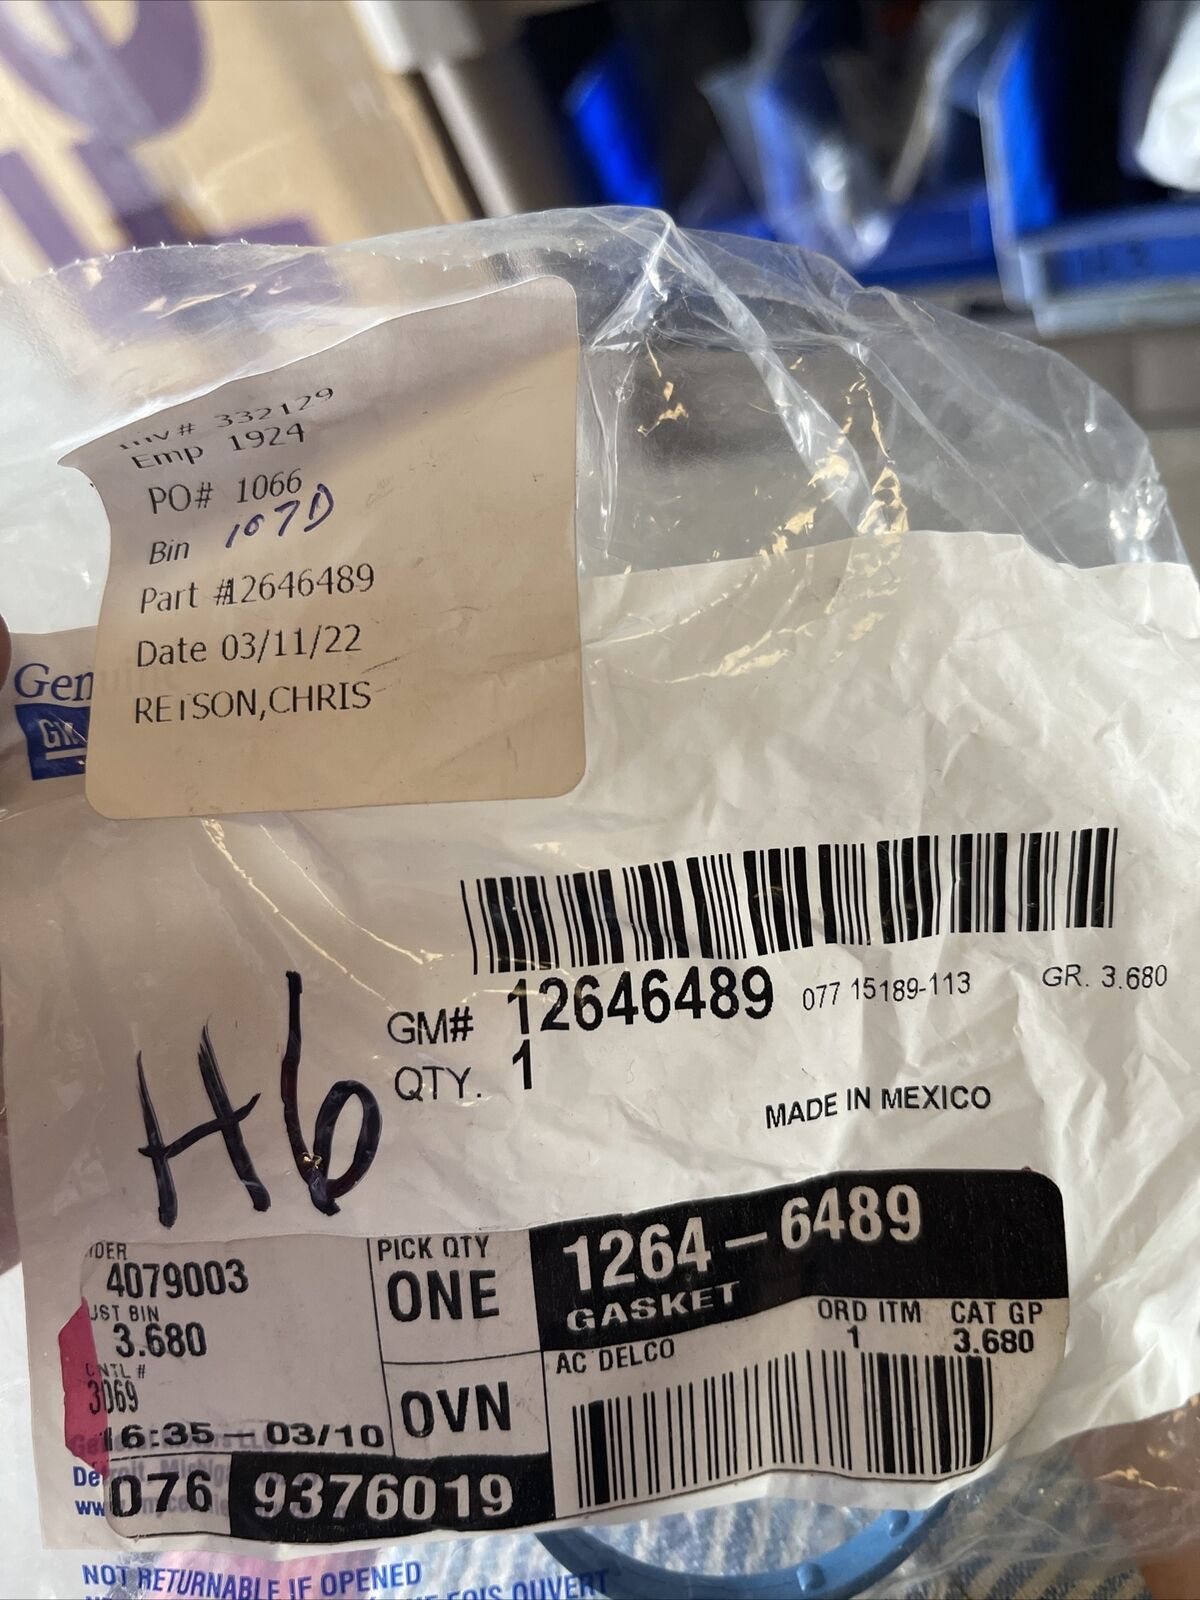 # 332129
Emp 1924
PO# 1066
Bin 107D
Part #12646489
Date 03/11/22
Genuine
GM
GM# 12646489 077 15189-113 GR. 3.680
QTY. 1
MADE IN MEXICO
H6
4079003
3.680
3069
16:35 – 03/10
076 9376019
PICK QTY
ONE
OVN
1264–6489
GASKET
AC DELCO
ORD ITM
1
CAT GP
3.680
NOT RETURNABLE IF OPENED
OUVERT